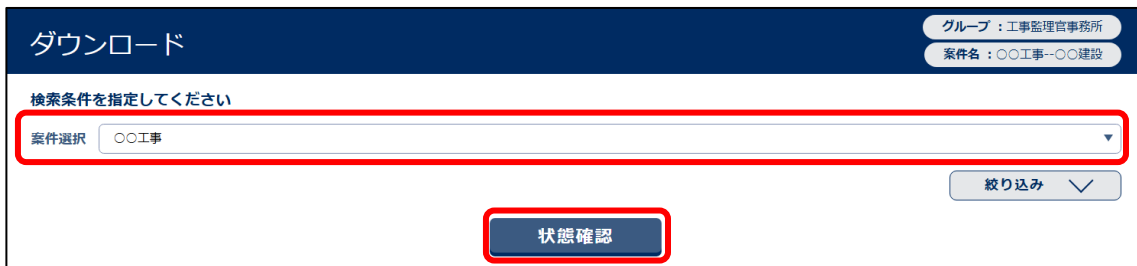 ダウンロード
グループ ：工事監理官事務所
案件名 ：○○工事--○○建設
検索条件を指定してください
案件選択 ○○工事
絞り込み
状態確認